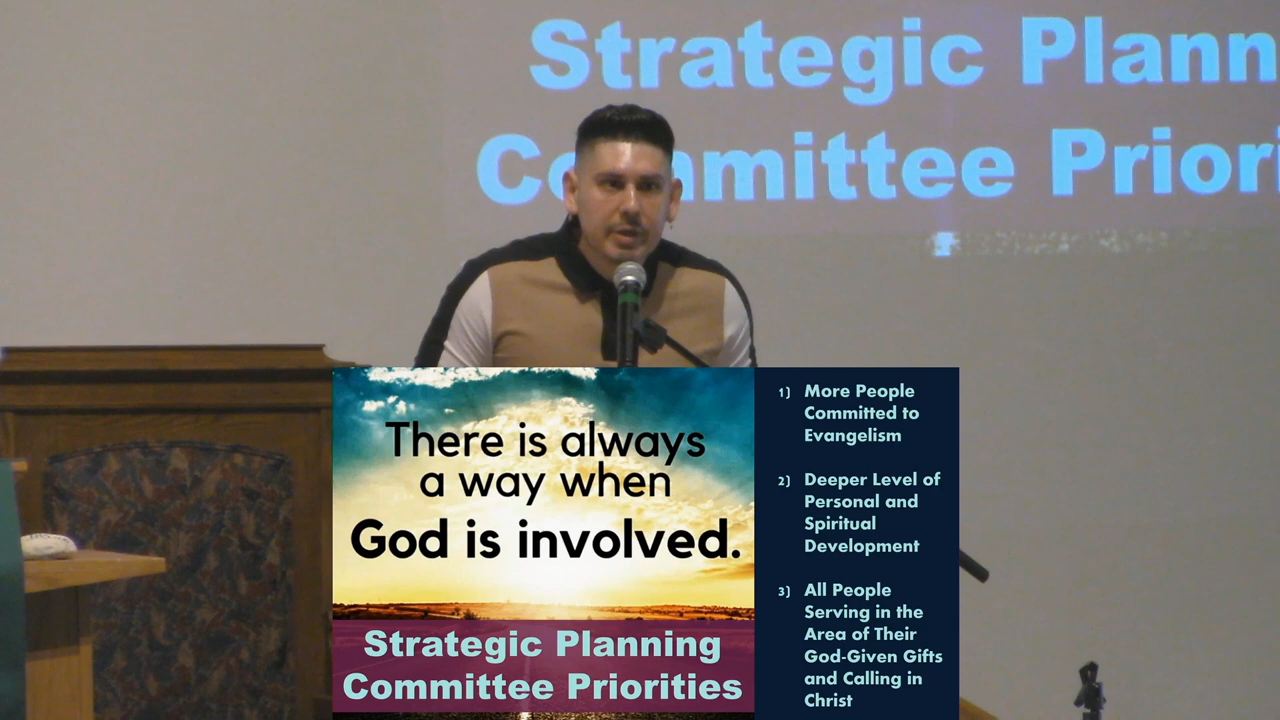 Strategic Plann
Committee Priori
There is always
a way when
God is involved.
Strategic Planning
Committee Priorities
1) More People
Committed to
Evangelism
2) Deeper Level of
Personal and
Spiritual
Development
3) All People
Serving in the
Area of Their
God-Given Gifts
and Calling in
Christ